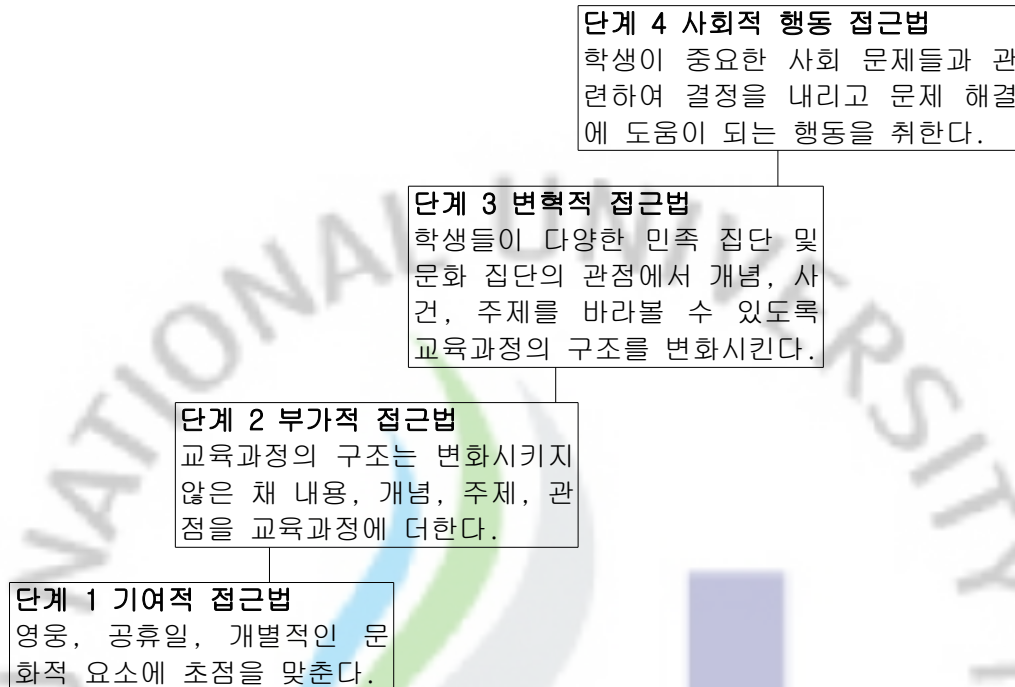 단계 4 사회적 행동 접근법
학생이 중요한 사회 문제들과 관
련하여 결정을 내리고 문제 해결
에 도움이 되는 행동을 취한다.
단계 3 변혁적 접근법
학생들이 다양한 민족 집단 및
문화 집단의 관점에서 개념, 사
건, 주제를 바라볼 수 있도록
교육과정의 구조를 변화시킨다.
단계 2 부가적 접근법
교육과정의 구조는 변화시키지
않은 채 내용, 개념, 주제, 관
점을 교육과정에 더한다.
단계 1 기여적 접근법
영웅, 공휴일, 개별적인 문
화적 요소에 초점을 맞춘다.
NATIONAL UNIVERSITY